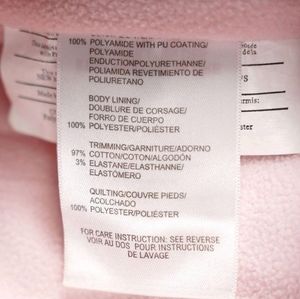 100% POLYAMIDE WITH PU COATING/
POLYAMIDE
ENDUCTIONPOLYURETHANNE/
POLIAMIDA REVETIMENTO DE
POLIURETANO
BODY LINING/
DOUBLURE DE CORSAGE/
FORRO DE CUERPO
100% POLYESTER/POLIÉSTER
TRIMMING/GARNITURE/ADORNO
97% COTTON/COTON/ALGODÓN
3% ELASTANE/ELASTHANNE/
ELASTÓMERO
QUILTING/COUVRE PIEDS/
ACOLCHADO
100% POLYESTER/POLIÉSTER
FOR CARE INSTRUCTION: SEE REVERSE
VOIR AU DOS POUR INSTRUCTIONS
DE LAVAGE